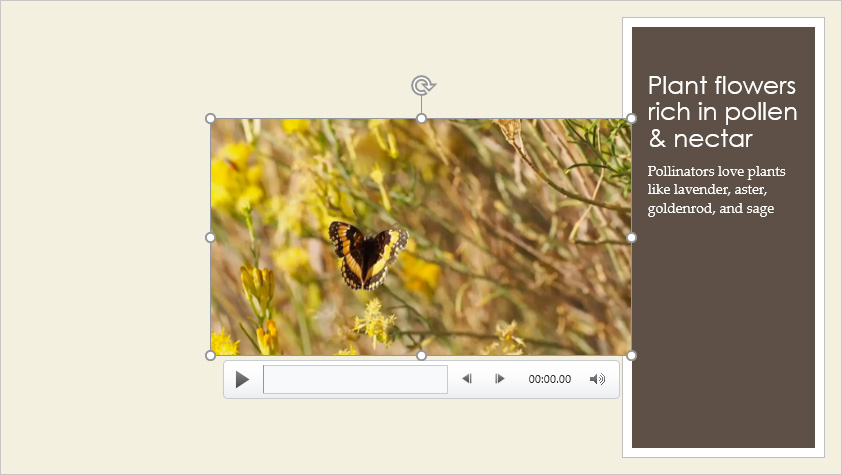 Plant flowers
rich in pollen
& nectar
Pollinators love plants
like lavender, aster,
goldenrod, and sage
00:00.00